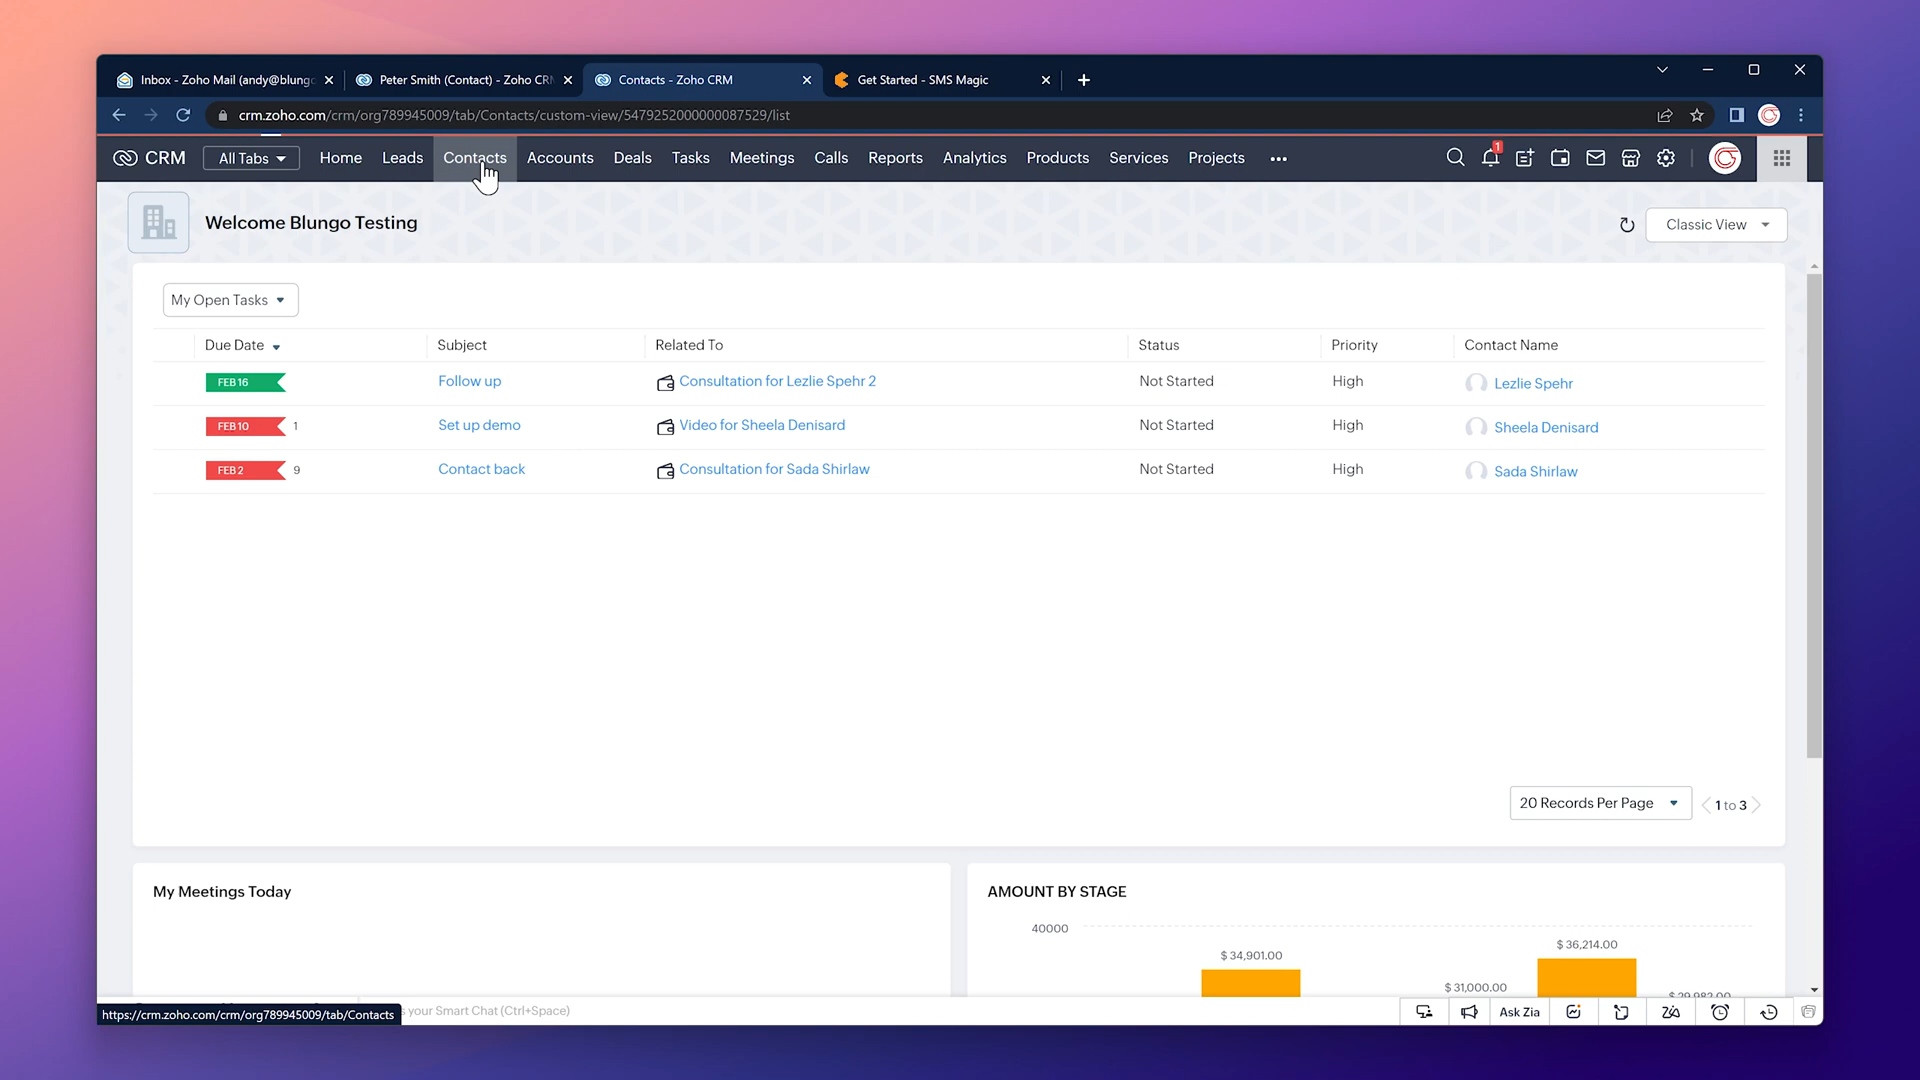 Inbox - Zoho Mail (andy@blungo
Peter Smith (Contact) - Zoho CR
Contacts - Zoho CRM
Get Started - SMS Magic
crm.zoho.com/crm/org789945009/tab/Contacts/custom-view/5479252000000087529/list
CRM
All Tabs
Home
Leads
Contacts
Accounts
Deals
Tasks
Meetings
Calls
Reports
Analytics
Products
Services
Projects
1
Welcome Blungo Testing
Classic View
My Open Tasks
Due Date
Subject
Related To
Status
Priority
Contact Name
FEB 16
Follow up
Consultation for Lezlie Spehr 2
Not Started
High
Lezlie Spehr
FEB 10
1
Set up demo
Video for Sheela Denisard
Not Started
High
Sheela Denisard
FEB 2
9
Contact back
Consultation for Sada Shirlaw
Not Started
High
Sada Shirlaw
20 Records Per Page
1 to 3
My Meetings Today
AMOUNT BY STAGE
40000
$ 34,901.00
$ 36,214.00
$ 31,000.00
$ 29,982.00
https://crm.zoho.com/crm/org789945009/tab/Contacts
your Smart Chat (Ctrl+Space)
Ask Zia